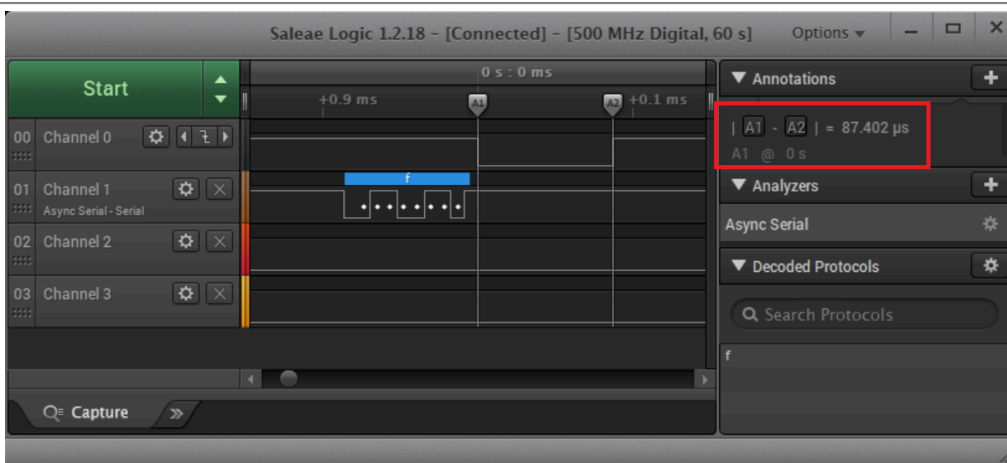 Saleae Logic 1.2.18 - [Connected] - [500 MHz Digital, 60 s]
Options
Start
0 s : 0 ms
+0.9 ms
A1
A2
+0.1 ms
00 Channel 0
01 Channel 1
Async Serial - Serial
f
02 Channel 2
03 Channel 3
Capture
Annotations
| A1 - A2 | = 87.402 µs
A1 @ 0 s
Analyzers
Async Serial
Decoded Protocols
Search Protocols
f